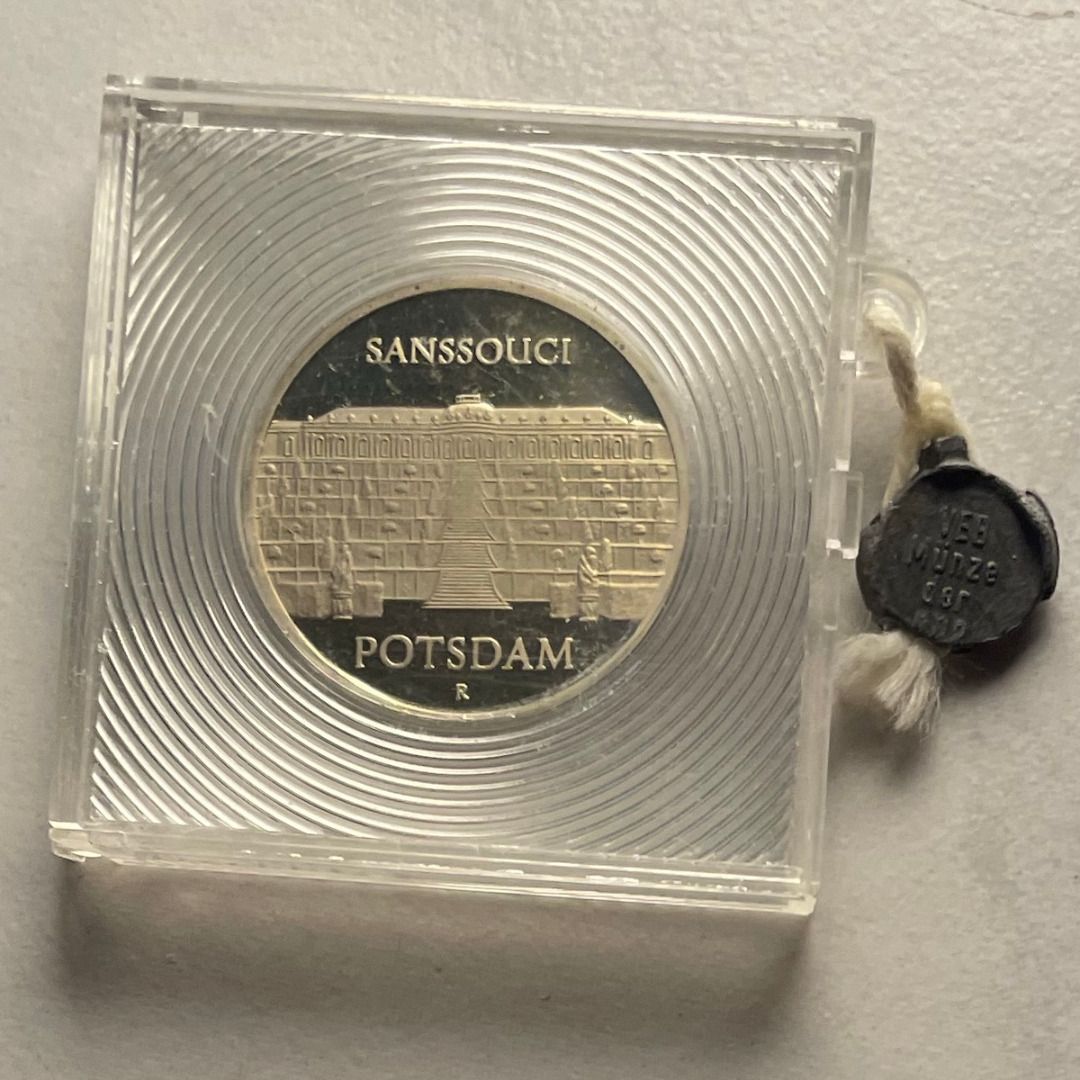 SANSSOUCI
POTSDAM
R
VEB
Münze
der